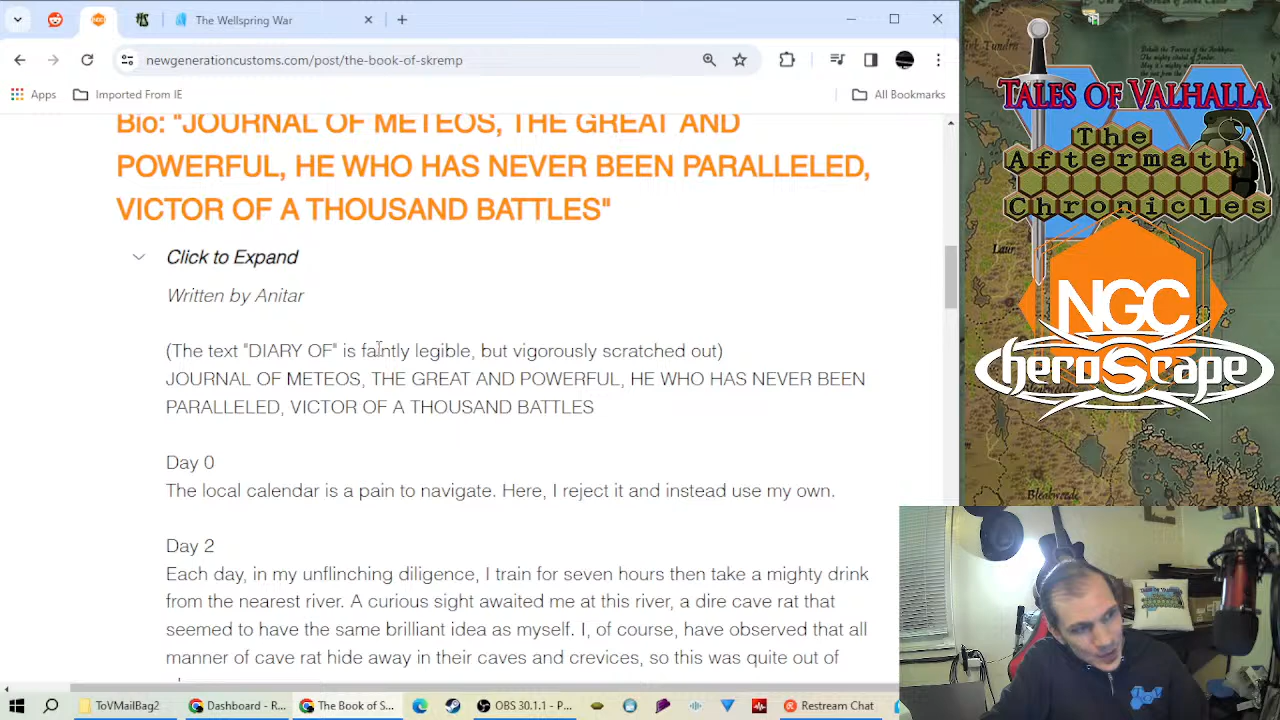 The Wellspring War
newgenerationcustoms.com/post/the-book-of-skremp
Apps
Imported From IE
All Bookmarks
Bio: "JOURNAL OF METEOS, THE GREAT AND
POWERFUL, HE WHO HAS NEVER BEEN PARALLELED,
VICTOR OF A THOUSAND BATTLES"
Click to Expand
Written by Anitar
(The text "DIARY OF" is faintly legible, but vigorously scratched out)
JOURNAL OF METEOS, THE GREAT AND POWERFUL, HE WHO HAS NEVER BEEN
PARALLELED, VICTOR OF A THOUSAND BATTLES
Day 0
The local calendar is a pain to navigate. Here, I reject it and instead use my own.
Day 2
Each day, in my unflinching diligence, I train for seven hours then take a mighty drink
from the nearest river. A curious sign awaited me at this river, a dire cave rat that
seemed to have the same brilliant idea as myself. I, of course, have observed that all
manner of cave rat hide away in their caves and crevices, so this was quite out of
TALES OF VALHALLA
The
Aftermath
Chronicles
Laur
NGC
heroScape
Bleakwoode
ToVMailBag2
Dashboard - R...
The Book of S...
OBS 30.1.1 - P...
Restream Chat